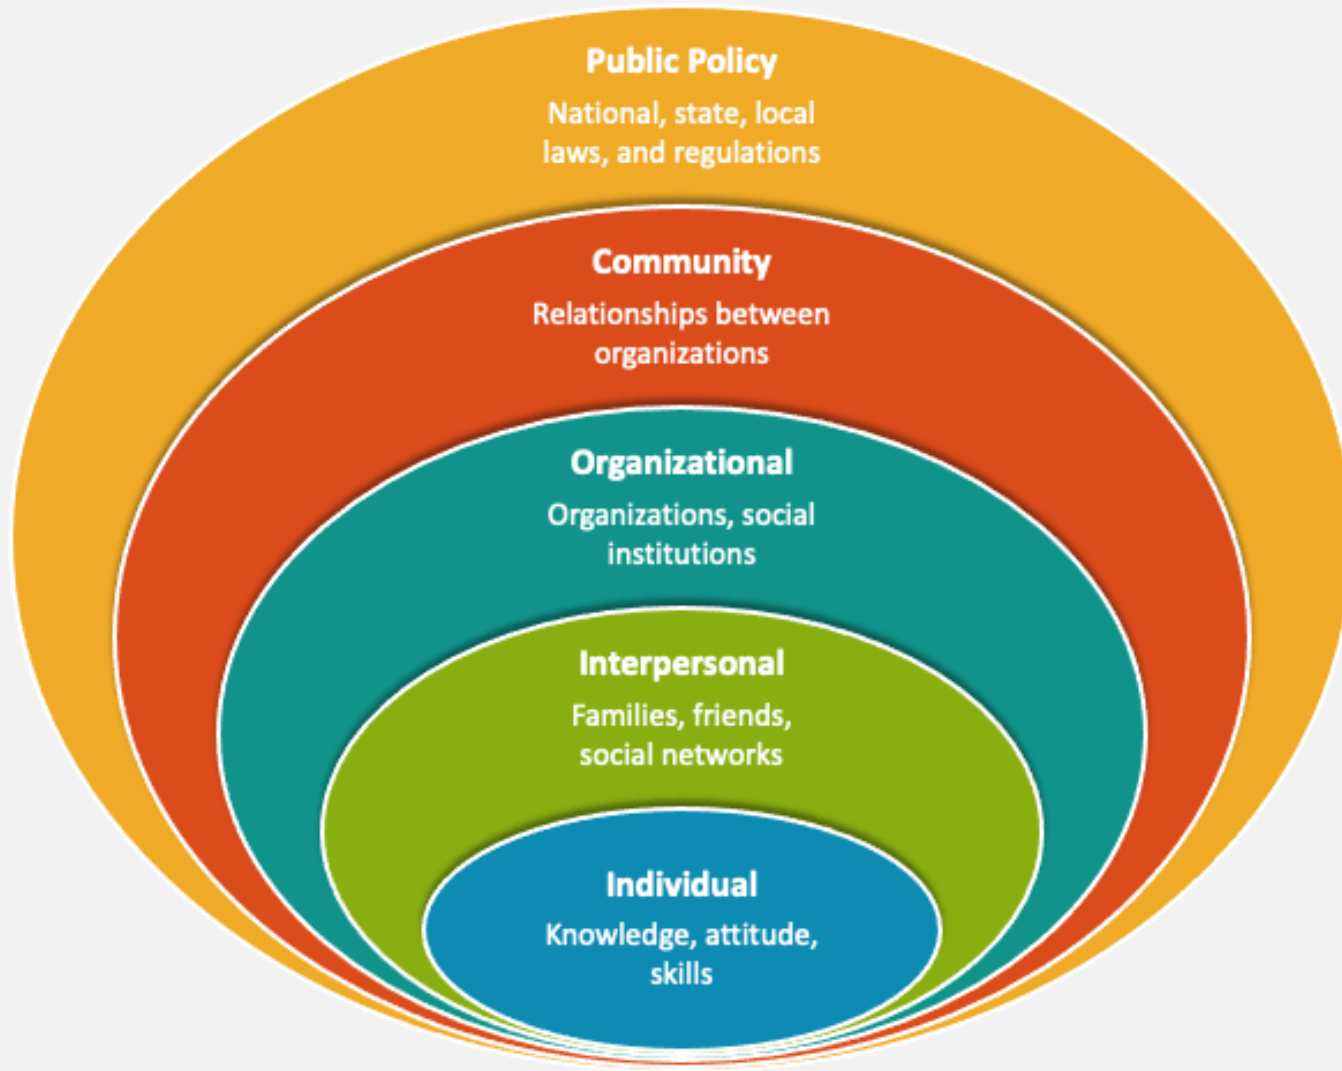 Public Policy
National, state, local
laws, and regulations
Community
Relationships between
organizations
Organizational
Organizations, social
institutions
Interpersonal
Families, friends,
social networks
Individual
Knowledge, attitude,
skills